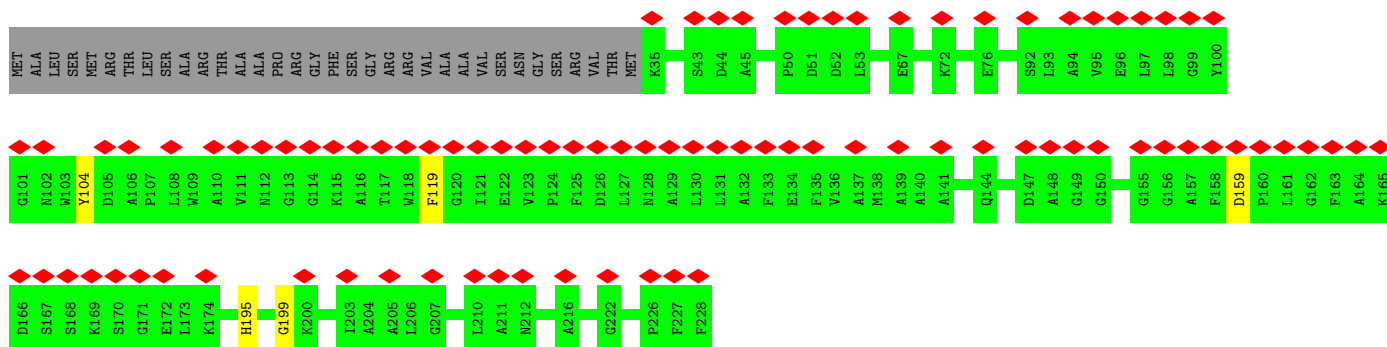 MET ALA LEU SER MET ARG THR LEU SER ALA ARG THR ALA ALA PRO ARG GLY PHE SER GLY ARG ARG VAL ALA ALA VAL SER ASN GLY SER ARG VAL THR MET K35 S43 D44 A45 P50 D51 D52 L53 E67 K72 E76 S92 L93 A94 V95 E96 L97 L98 G99 Y100
G101 N102 W103 Y104 D105 A106 P107 L108 W109 A110 V111 N112 G113 G114 K115 A116 T117 W118 F119 G120 I121 E122 V123 P124 F125 D126 L127 N128 A129 L130 L131 A132 F133 E134 F135 V136 A137 M138 A139 A140 A141 Q144 D147 A148 G149 G150 G155 G156 A157 F158 D159 P160 L161 G162 F163 A164 K165
D166 S167 S168 K169 S170 G171 E172 L173 K174 H195 G199 K200 I203 A204 A205 L206 G207 L210 A211 N212 A216 G222 P226 F227 F228